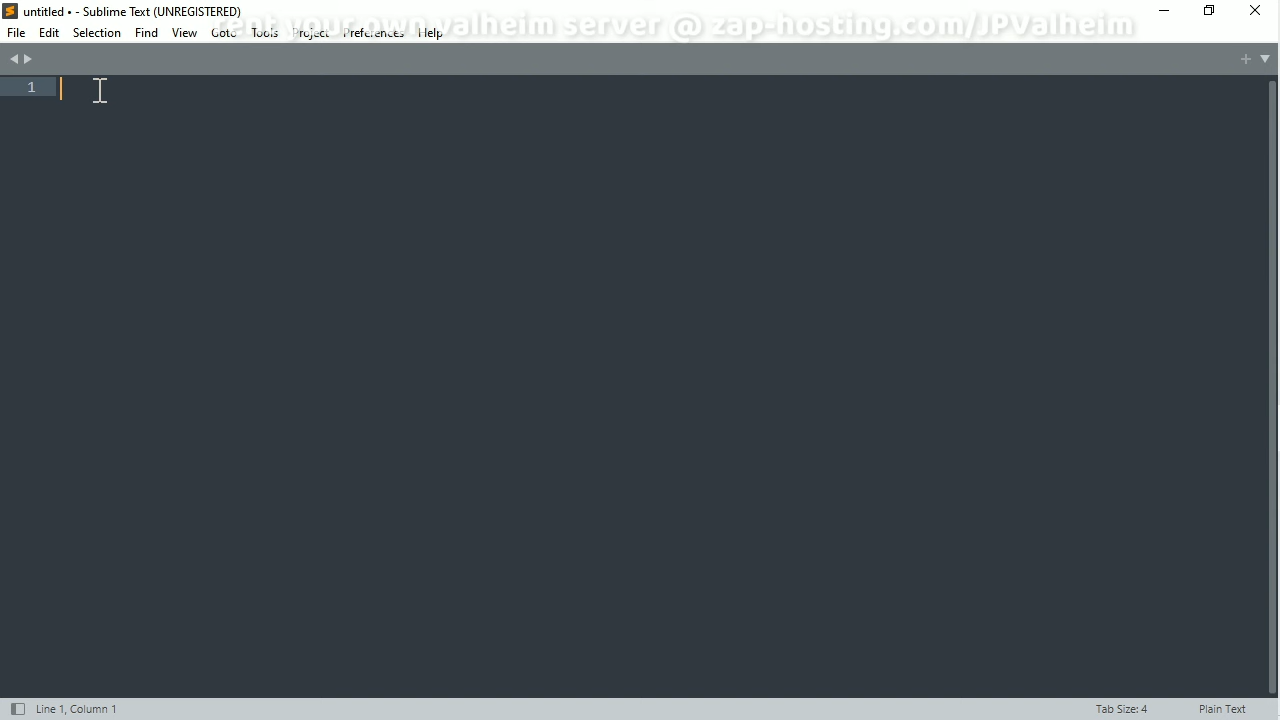 untitled • - Sublime Text (UNREGISTERED)
rent your own valheim server @ zap-hosting.com/JPValheim
File Edit Selection Find View Goto Tools Project Preferences Help
1
Line 1, Column 1 Tab Size: 4 Plain Text